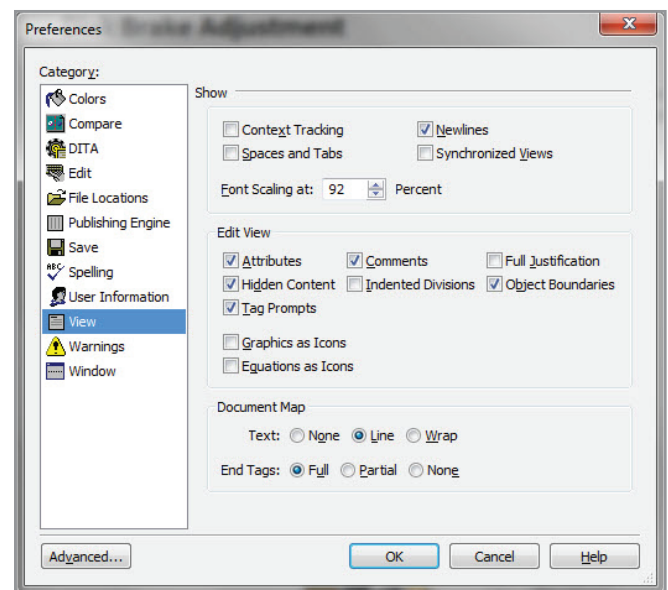 Preferences
Brake Adjustment
Category:
Colors
Compare
DITA
Edit
File Locations
Publishing Engine
Save
ABC Spelling
User Information
View
Warnings
Window
Show
Context Tracking
Newlines
Spaces and Tabs
Synchronized Views
Font Scaling at: 92 Percent
Edit View
Attributes
Comments
Full Justification
Hidden Content
Indented Divisions
Object Boundaries
Tag Prompts
Graphics as Icons
Equations as Icons
Document Map
Text: None Line Wrap
End Tags: Full Partial None
Advanced...
OK
Cancel
Help